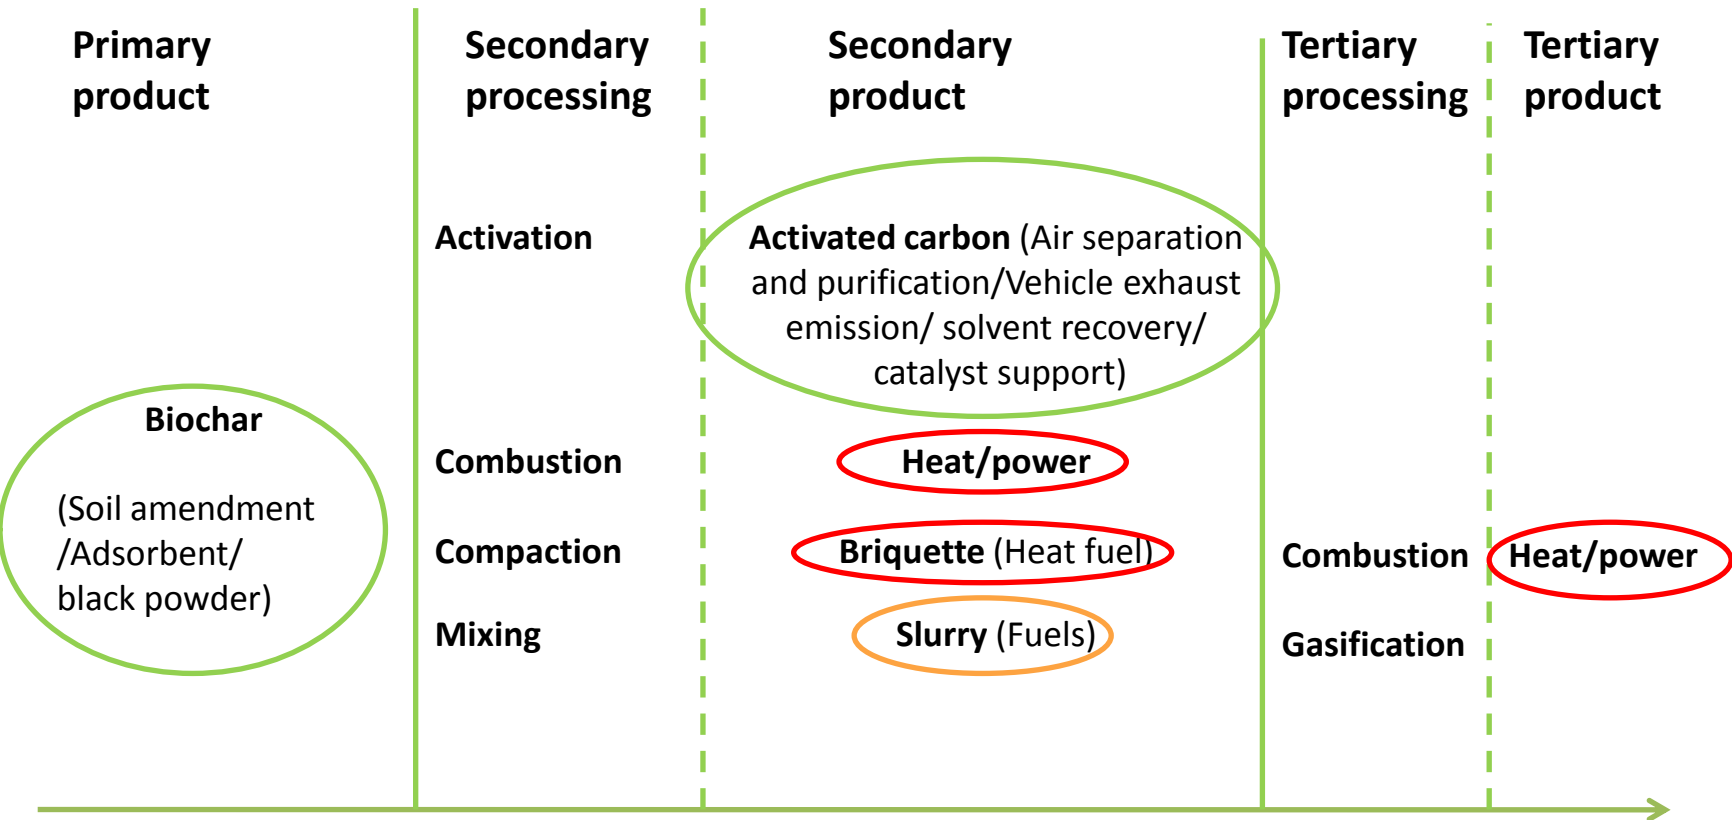 Primary
product
Secondary
processing
Secondary
product
Tertiary
processing
Tertiary
product
Activation
Activated carbon (Air separation
and purification/Vehicle exhaust
emission/ solvent recovery/
catalyst support)
Biochar
(Soil amendment
/Adsorbent/
black powder)
Combustion
Heat/power
Compaction
Briquette (Heat fuel)
Combustion
Heat/power
Mixing
Slurry (Fuels)
Gasification